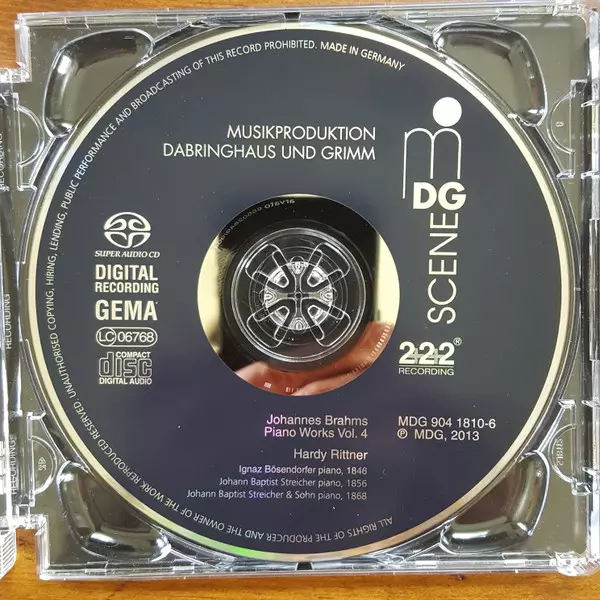 ALL RIGHTS OF THE PRODUCER AND THE OWNER OF THE WORK REPRODUCED RESERVED. UNAUTHORISED COPYING, HIRING, LENDING, PUBLIC PERFORMANCE AND BROADCASTING OF THIS RECORD PROHIBITED. MADE IN GERMANY
MUSIKPRODUKTION
DABRINGHAUS UND GRIMM
DG
SCENE
SUPER AUDIO CD
DIGITAL
RECORDING
GEMA
LC 06768
COMPACT
disc
DIGITAL AUDIO
2+2+2®
RECORDING
Johannes Brahms
Piano Works Vol. 4
MDG 904 1810-6
℗ MDG, 2013
Hardy Rittner
Ignaz Bösendorfer piano, 1846
Johann Baptist Streicher piano, 1856
Johann Baptist Streicher & Sohn piano, 1868